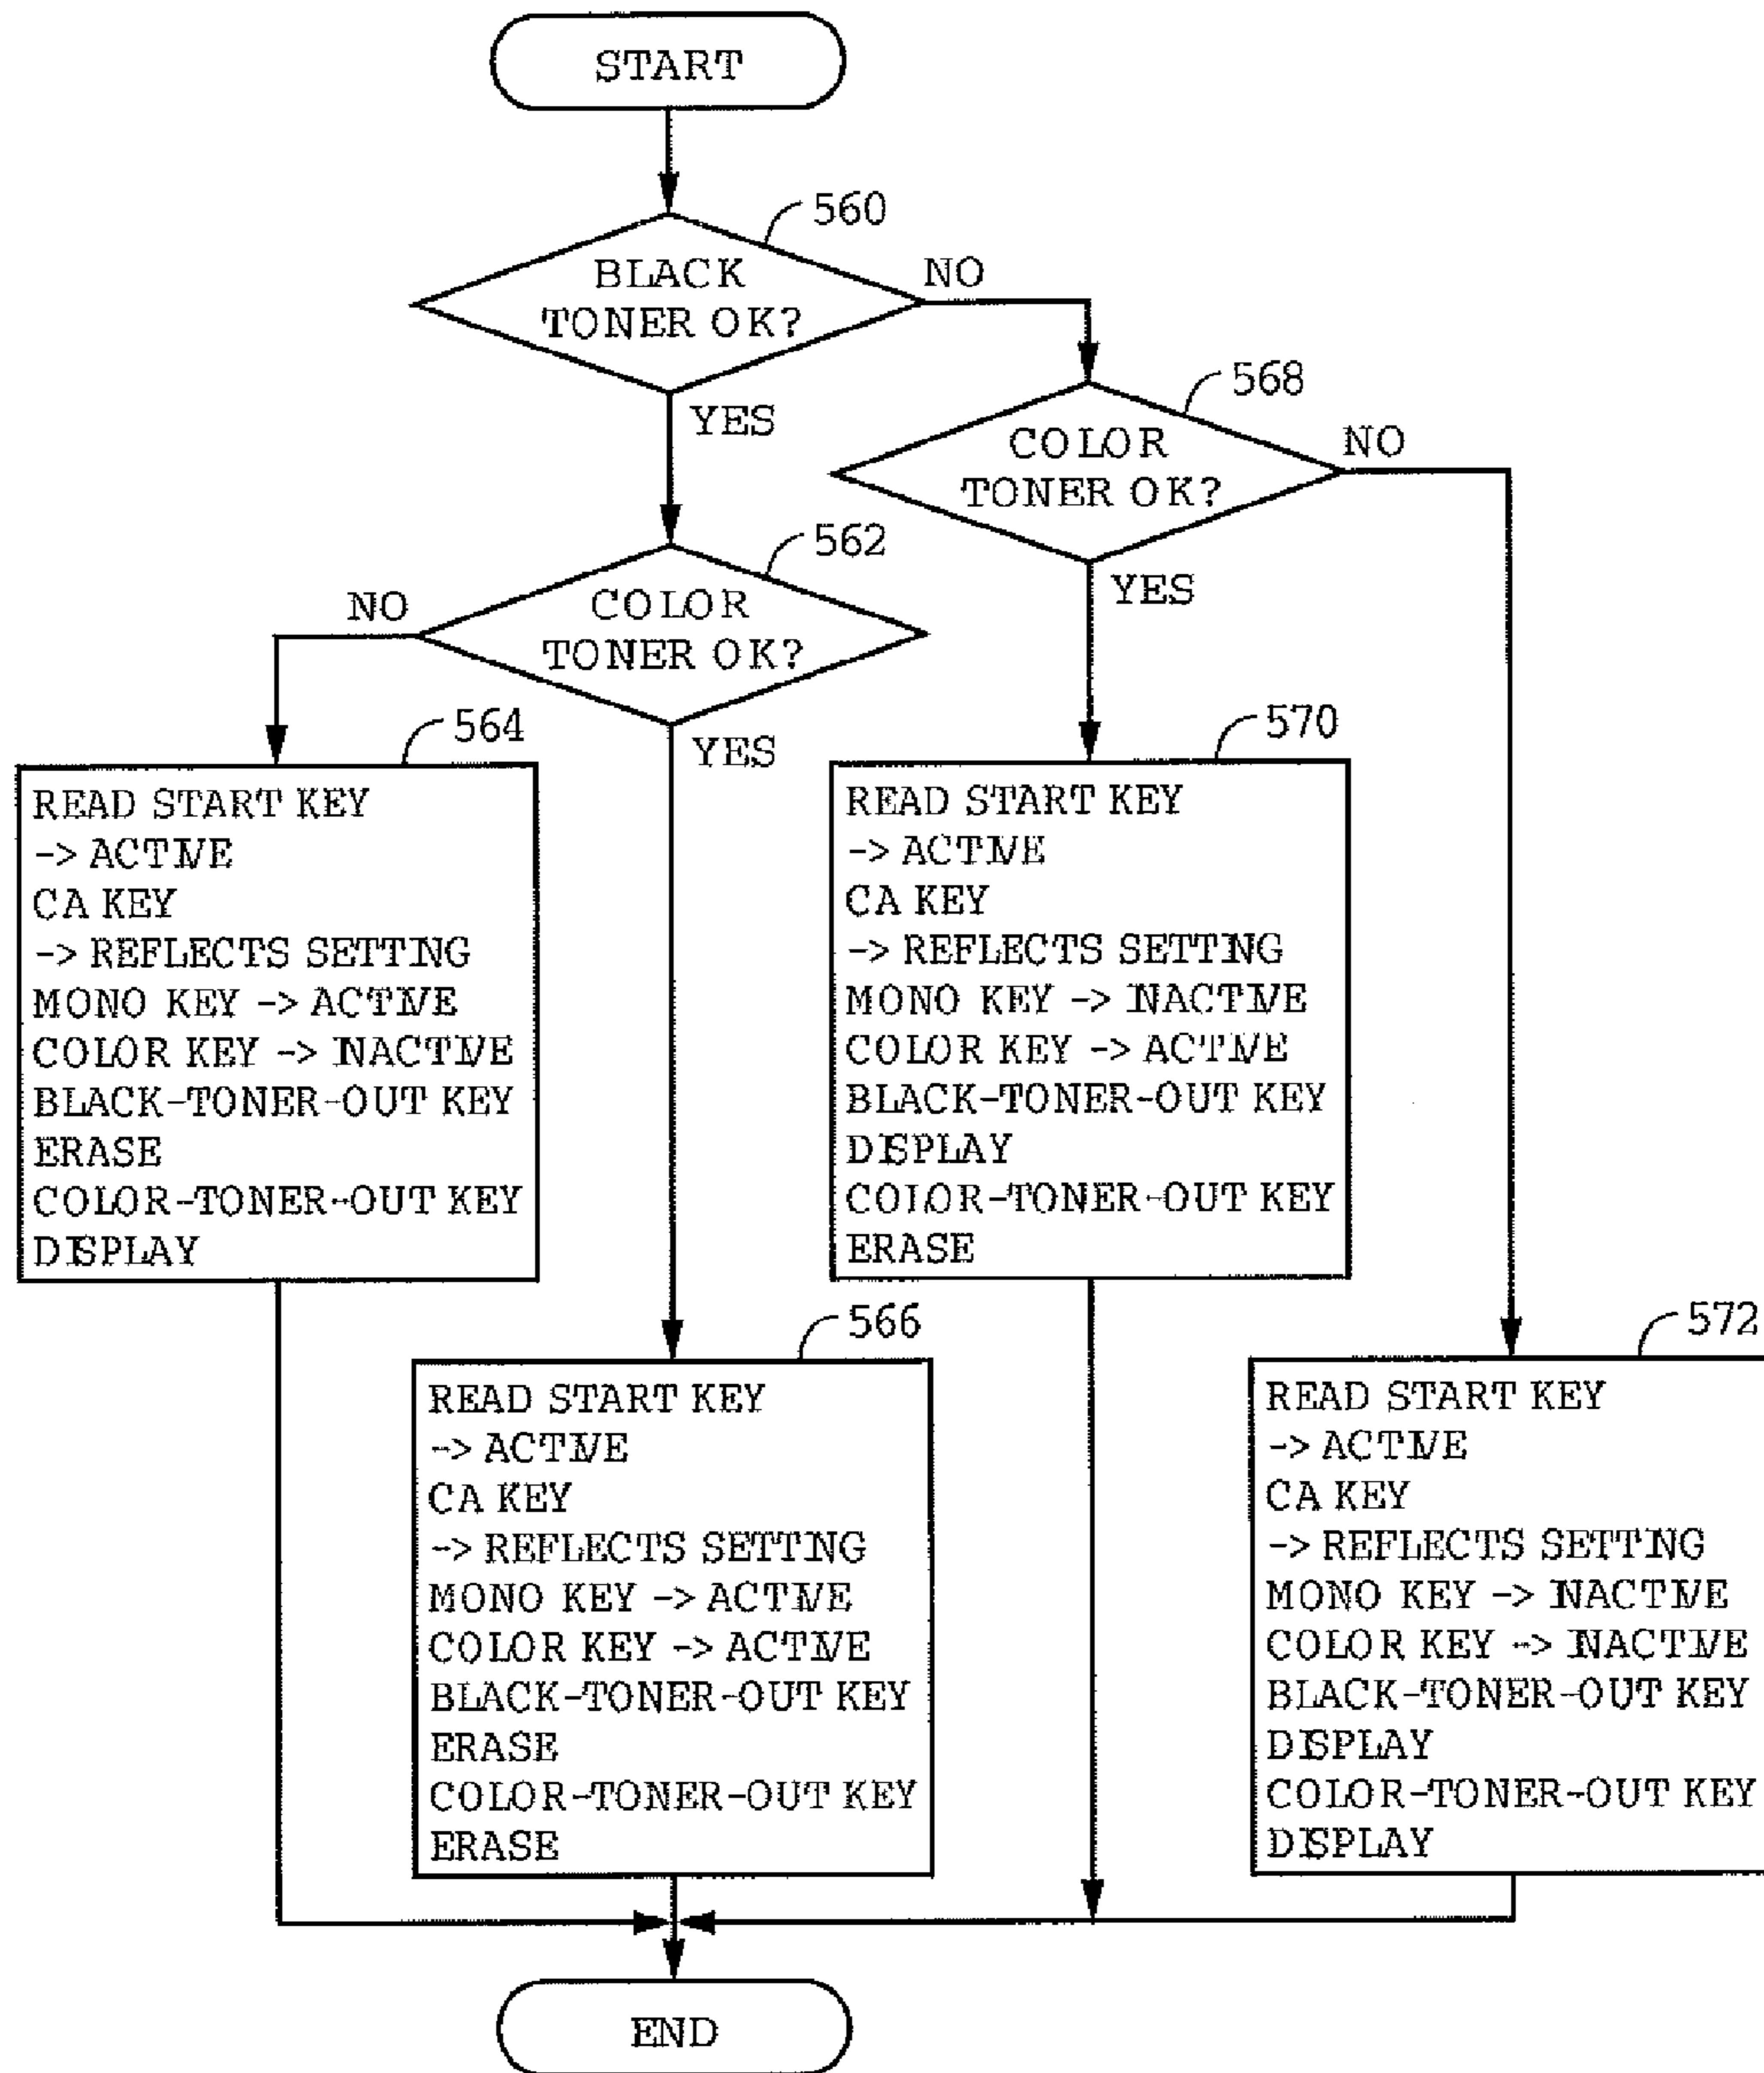 START
560
BLACK
TONER OK?
NO
YES
568
COLOR
TONER OK?
NO
YES
562
COLOR
TONER OK?
NO
YES
564
READ START KEY
-> ACTIVE
CA KEY
-> REFLECTS SETTING
MONO KEY -> ACTIVE
COLOR KEY -> INACTIVE
BLACK-TONER-OUT KEY
ERASE
COLOR-TONER-OUT KEY
DISPLAY
570
READ START KEY
-> ACTIVE
CA KEY
-> REFLECTS SETTING
MONO KEY -> INACTIVE
COLOR KEY -> ACTIVE
BLACK-TONER-OUT KEY
DISPLAY
COLOR-TONER-OUT KEY
ERASE
566
READ START KEY
-> ACTIVE
CA KEY
-> REFLECTS SETTING
MONO KEY -> ACTIVE
COLOR KEY -> ACTIVE
BLACK-TONER-OUT KEY
ERASE
COLOR-TONER-OUT KEY
ERASE
572
READ START KEY
-> ACTIVE
CA KEY
-> REFLECTS SETTING
MONO KEY -> INACTIVE
COLOR KEY -> INACTIVE
BLACK-TONER-OUT KEY
DISPLAY
COLOR-TONER-OUT KEY
DISPLAY
END